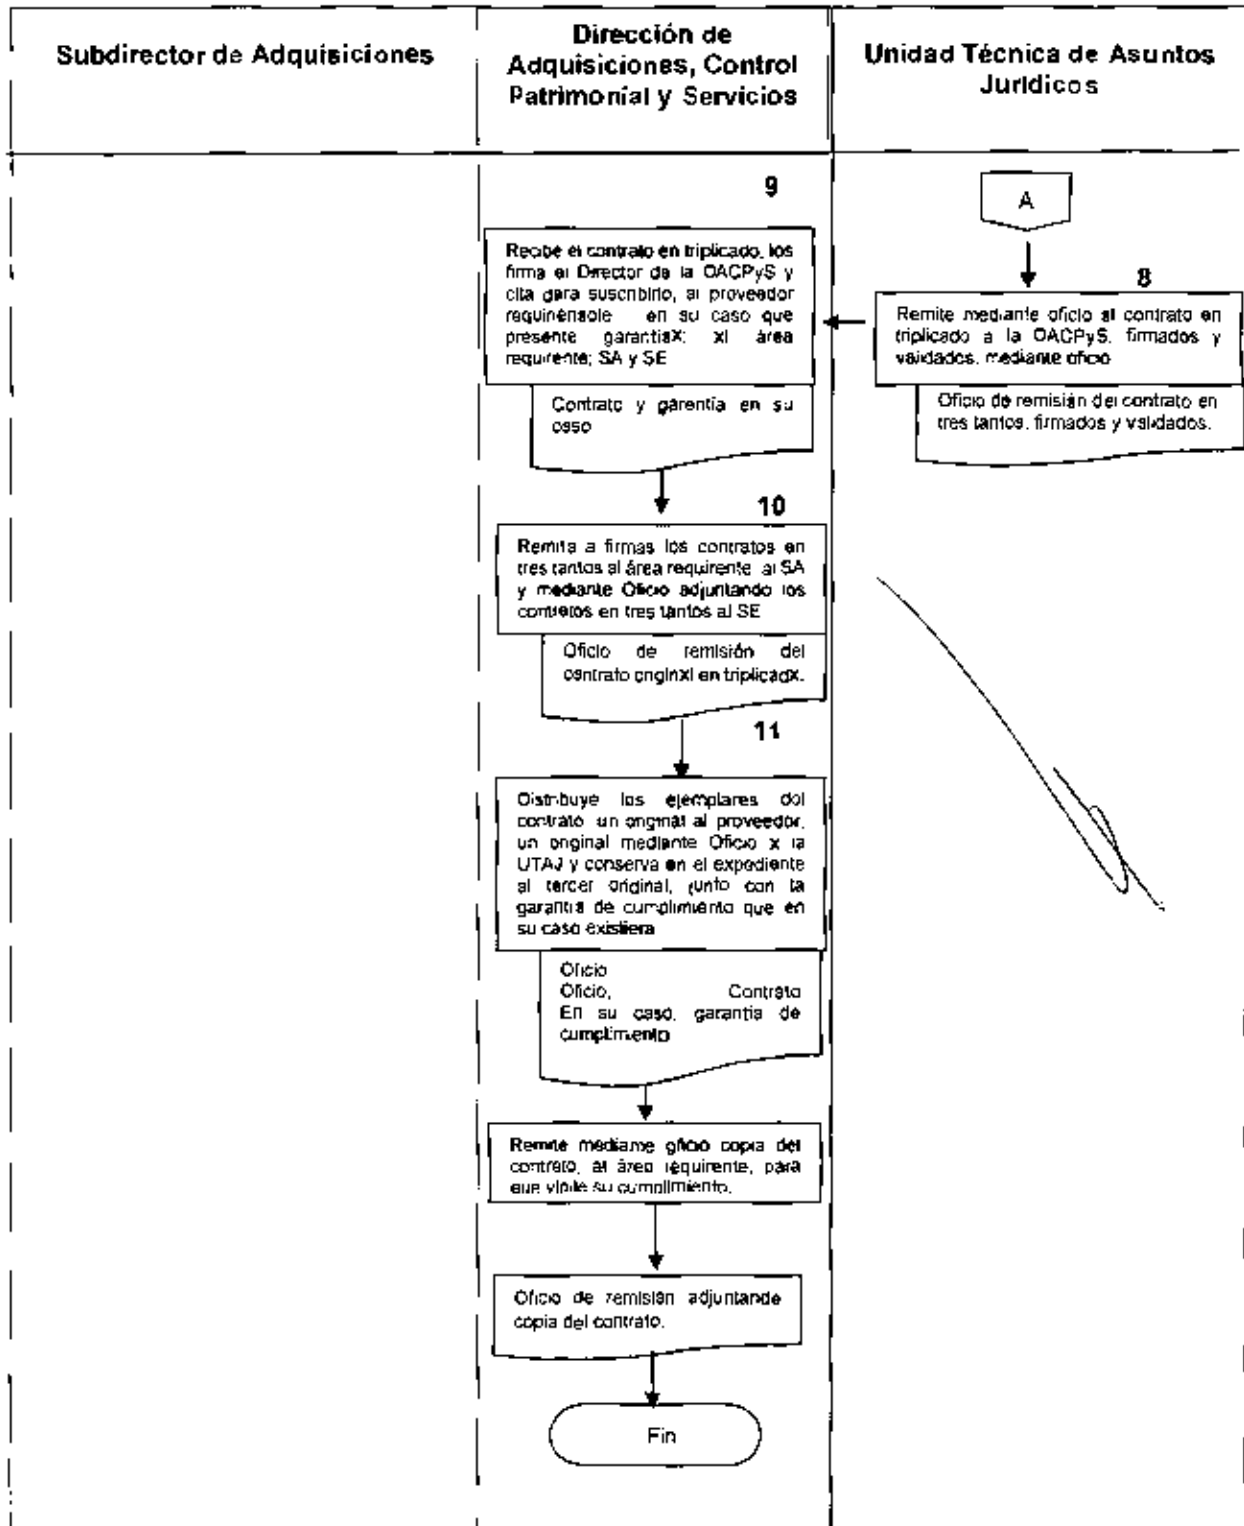 Subdirector de Adquisiciones
Dirección de
Adquisiciones, Control
Patrimonial y Servicios
Unidad Técnica de Asuntos
Jurídicos
A
8
Remite mediante oficio al contrato en
triplicado a la OACPyS, firmados y
validados, mediante oficio
Oficio de remisión del contrato en
tres tantos, firmados y validados.
9
Recibe el contrato en triplicado, los
firma el Director de la OACPyS y
cita para suscribirlo, al proveedor
requiriéndole en su caso que
presente garantíax; xl área
requirente; SA y SE
Contrato y garentía en su
caso
10
Remita a firmas los contratos en
tres tantos al área requirente al SA
y mediante Oficio adjuntando los
contratos en tres tantos al SE
Oficio de remisión del
contrato originxl en triplicadx.
11
Distribuye los ejemplares del
contrato un original al proveedor,
un original mediante Oficio x la
UTAJ y conserva en el expediente
al tercer original, junto con la
garantía de cumplimiento que en
su caso existiera
Oficio
Oficio, Contrato
En su caso, garantía de
cumplimiento
Remite mediante oficio copia del
contrato, al área requirente, para
que vigile su cumplimiento.
Oficio de remisión adjuntande
copia del contrato.
Fin